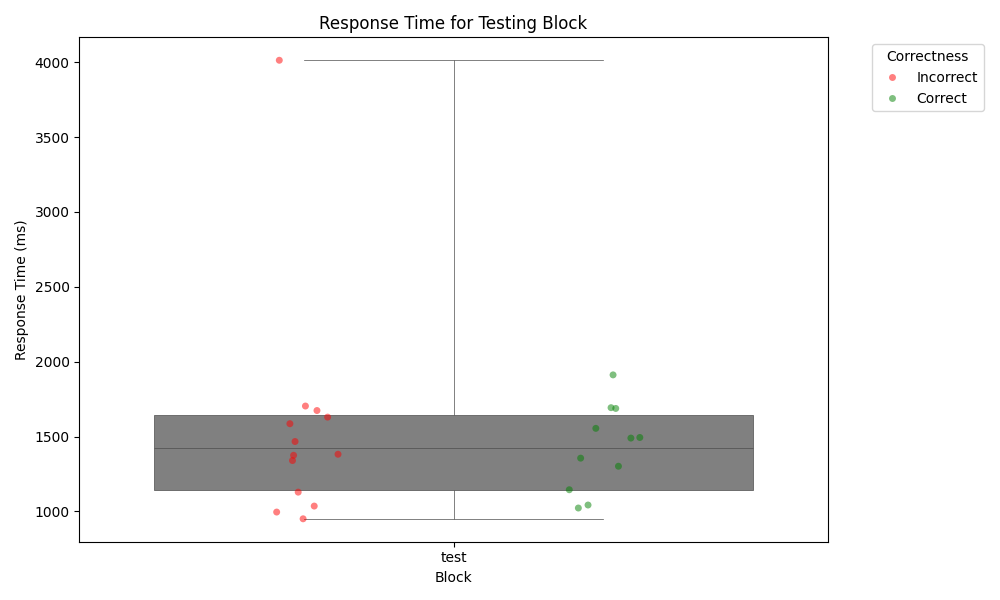 Response Time for Testing Block
Correctness
Incorrect
Correct
Response Time (ms)
4000
3500
3000
2500
2000
1500
1000
test
Block